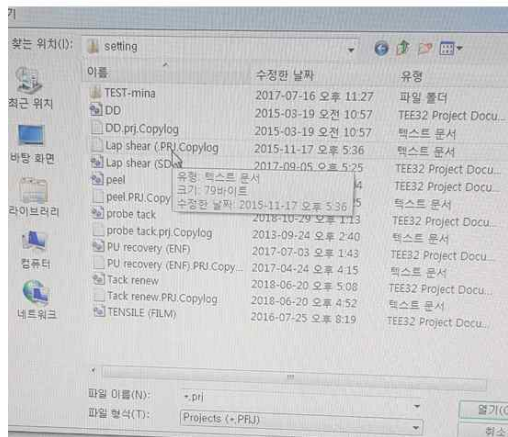 기
찾는 위치(I):
setting
최근 위치
바탕 화면
라이브러리
컴퓨터
네트워크
이름 수정한 날짜 유형
TEST-mina 2017-07-16 오후 11:27 파일 폴더
DD 2015-03-19 오전 10:57 TEE32 Project Docu...
DD.prj.Copylog 2015-03-19 오전 10:57 텍스트 문서
Lap shear (.PRJ.Copylog 2015-11-17 오후 5:36 텍스트 문서
Lap shear (SD 2017-09-05 오후 5:25 TEE32 Project Docu...
peel 4 TEE32 Project Docu...
peel.PRJ.Copy 5 텍스트 문서
유형: 텍스트 문서
크기: 79바이트
수정한 날짜: 2015-11-17 오후 5:36
probe tack 2018-10-29 오후 1:13 TEE32 Project Docu...
probe tack.prj.Copylog 2013-09-24 오후 2:40 텍스트 문서
PU recovery (ENF) 2017-07-03 오후 1:43 TEE32 Project Docu...
PU recovery (ENF).PRJ.Copy... 2017-04-24 오후 4:15 텍스트 문서
Tack renew 2018-06-20 오후 5:08 TEE32 Project Docu...
Tack renew.PRJ.Copylog 2018-06-20 오후 4:52 텍스트 문서
TENSILE (FILM) 2016-07-25 오후 8:19 TEE32 Project Docu...
파일 이름(N): *.prj
열기(O
파일 형식(T): Projects (*.PRJ)
취소